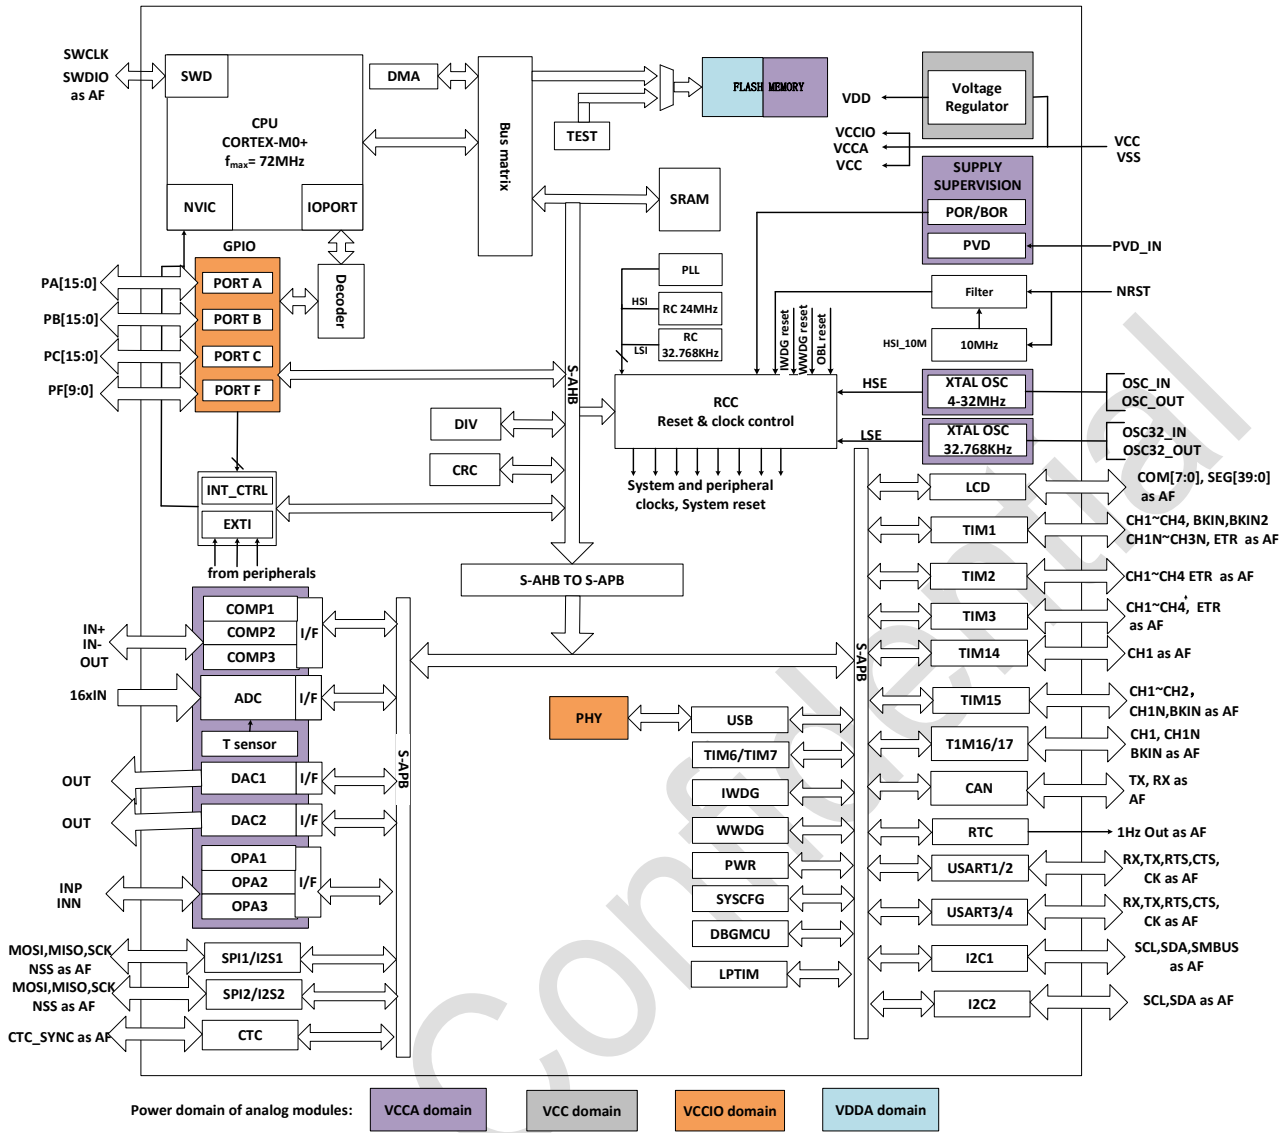 SWCLK
SWDIO
as AF
SWD
CPU
CORTEX-M0+
fmax= 72MHz
NVIC
IOPORT
DMA
Bus matrix
TEST
FLASH MEMORY
SRAM
Voltage
Regulator
VDD
VCCIO
VCCA
VCC
VCC
VSS
SUPPLY
SUPERVISION
POR/BOR
PVD
PVD_IN
Filter
NRST
HSI_10M
10MHz
GPIO
PORT A
PORT B
PORT C
PORT F
PA[15:0]
PB[15:0]
PC[15:0]
PF[9:0]
Decoder
PLL
HSI
RC 24MHz
LSI
RC
32.768KHz
IWDG reset
WWDG reset
OBL reset
S-AHB
RCC
Reset & clock control
HSE
XTAL OSC
4-32MHz
OSC_IN
OSC_OUT
LSE
XTAL OSC
32.768KHz
OSC32_IN
OSC32_OUT
System and peripheral
clocks, System reset
DIV
CRC
INT_CTRL
EXTI
from peripherals
S-AHB TO S-APB
COMP1
COMP2
COMP3
I/F
IN+
IN-
OUT
16xIN
ADC
I/F
T sensor
OUT
DAC1
I/F
OUT
DAC2
I/F
OPA1
OPA2
OPA3
I/F
INP
INN
MOSI,MISO,SCK
NSS as AF
SPI1/I2S1
MOSI,MISO,SCK
NSS as AF
SPI2/I2S2
CTC_SYNC as AF
CTC
S-APB
PHY
USB
TIM6/TIM7
IWDG
WWDG
PWR
SYSCFG
DBGMCU
LPTIM
S-APB
LCD
COM[7:0], SEG[39:0]
as AF
TIM1
CH1~CH4, BKIN,BKIN2
CH1N~CH3N, ETR as AF
TIM2
CH1~CH4 ETR as AF
TIM3
CH1~CH4, ETR
as AF
TIM14
CH1 as AF
TIM15
CH1~CH2,
CH1N,BKIN as AF
T1M16/17
CH1, CH1N
BKIN as AF
CAN
TX, RX as
AF
RTC
1Hz Out as AF
USART1/2
RX,TX,RTS,CTS,
CK as AF
USART3/4
RX,TX,RTS,CTS,
CK as AF
I2C1
SCL,SDA,SMBUS
as AF
I2C2
SCL,SDA as AF
Confidential
Power domain of analog modules:
VCCA domain
VCC domain
VCCIO domain
VDDA domain